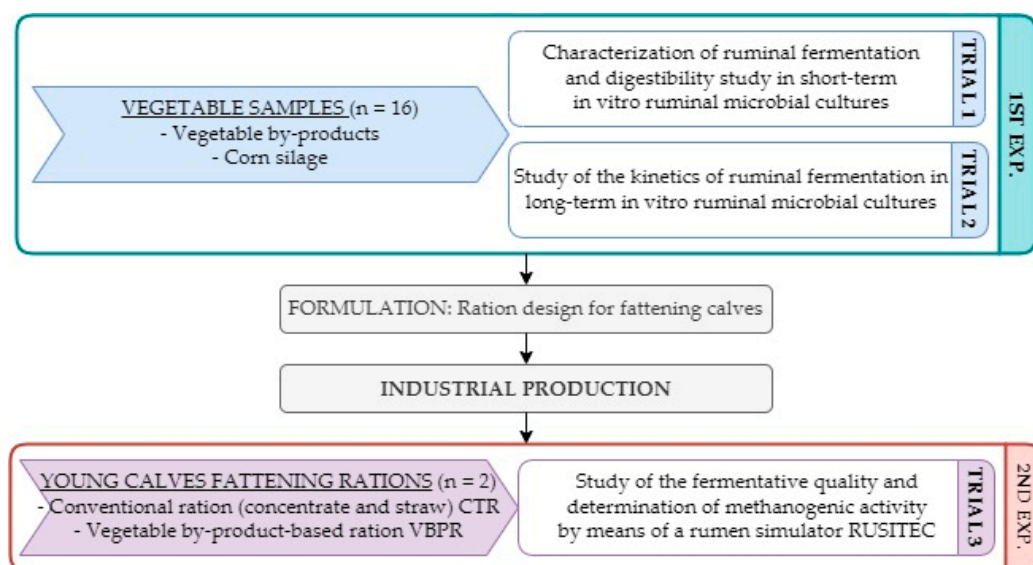 VEGETABLE SAMPLES (n = 16)
- Vegetable by-products
- Corn silage
Characterization of ruminal fermentation
and digestibility study in short-term
in vitro ruminal microbial cultures
TRIAL 1
Study of the kinetics of ruminal fermentation in
long-term in vitro ruminal microbial cultures
TRIAL 2
1ST EXP.
FORMULATION: Ration design for fattening calves
INDUSTRIAL PRODUCTION
YOUNG CALVES FATTENING RATIONS (n = 2)
- Conventional ration (concentrate and straw) CTR
- Vegetable by-product-based ration VBPR
Study of the fermentative quality and
determination of methanogenic activity
by means of a rumen simulator RUSITEC
TRIAL 3
2ND EXP.